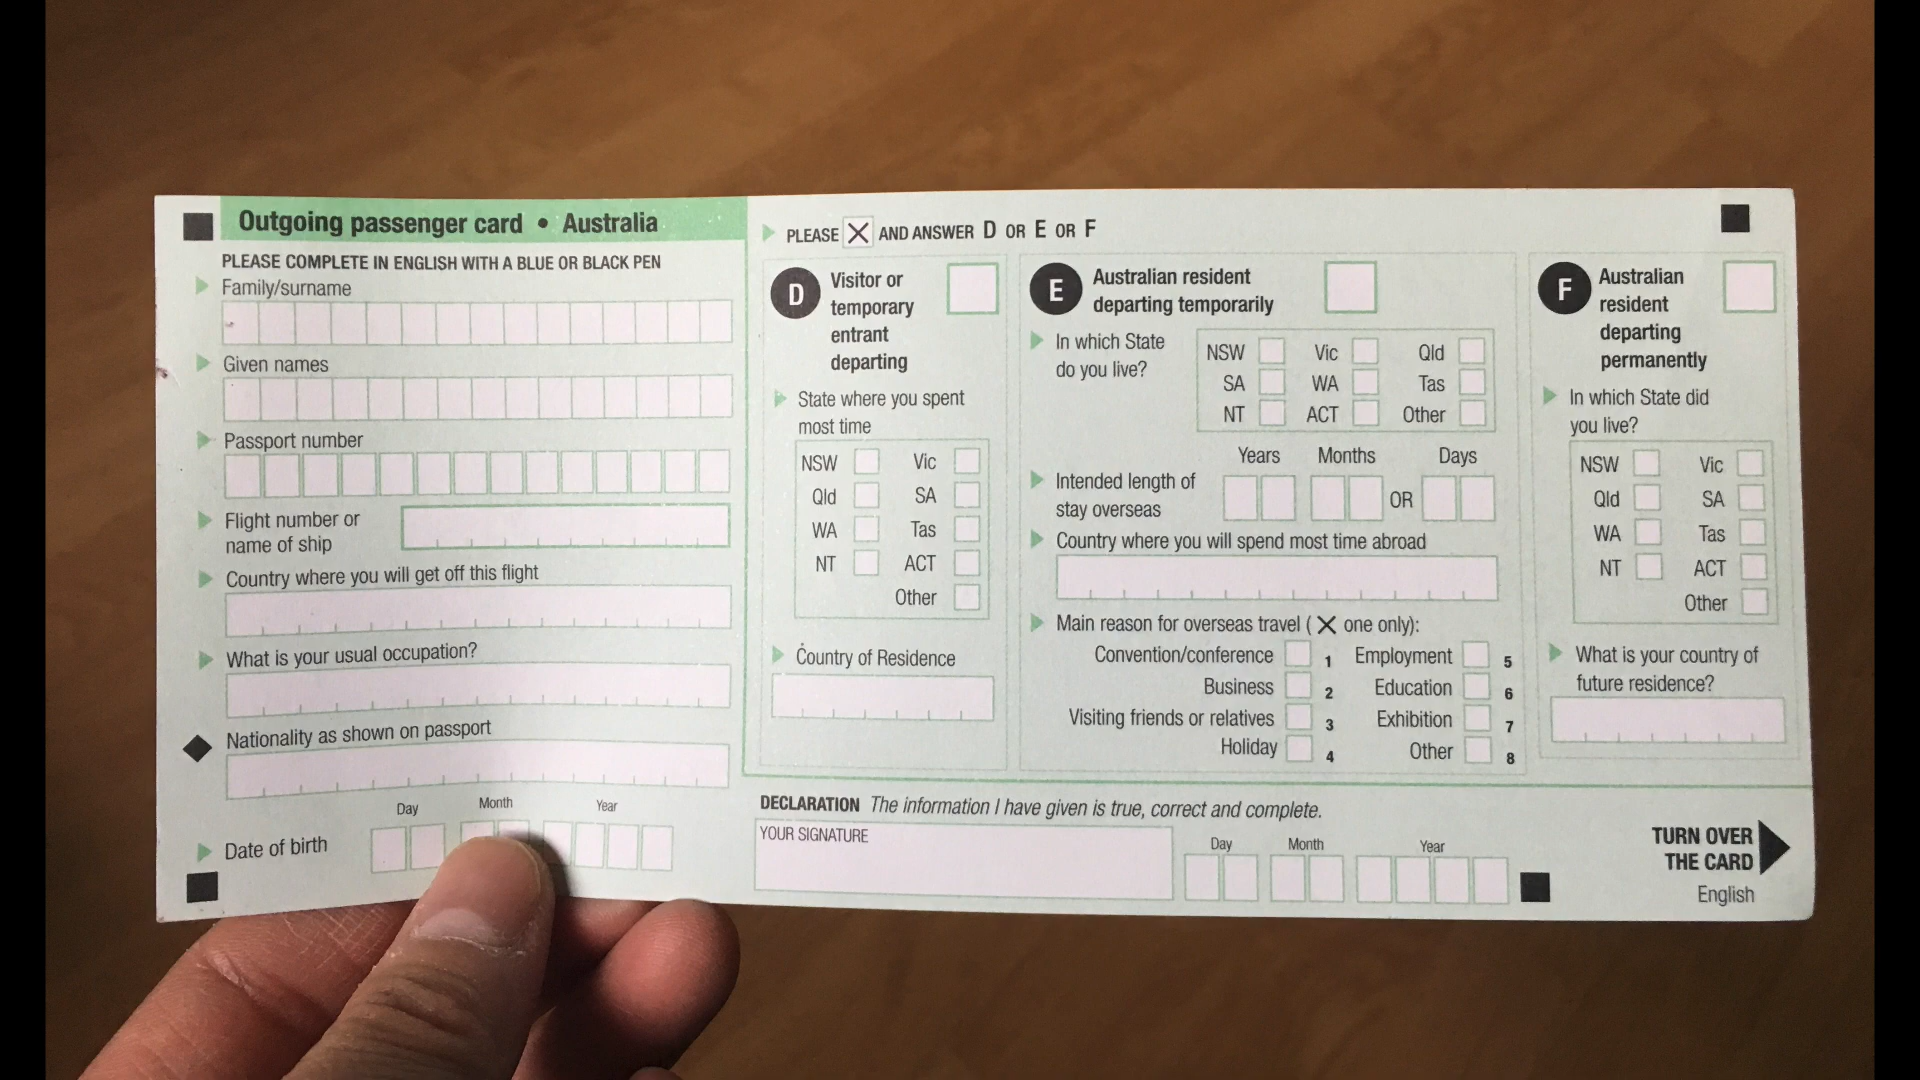 Outgoing passenger card • Australia
PLEASE COMPLETE IN ENGLISH WITH A BLUE OR BLACK PEN
Family/surname
Given names
Passport number
Flight number or
name of ship
Country where you will get off this flight
What is your usual occupation?
Nationality as shown on passport
Day Month Year
Date of birth
PLEASE X AND ANSWER D OR E OR F
D
Visitor or
temporary
entrant
departing
State where you spent
most time
NSW Vic
Qld SA
WA Tas
NT ACT
Other
Country of Residence
E
Australian resident
departing temporarily
In which State
do you live?
NSW Vic Qld
SA WA Tas
NT ACT Other
Years Months Days
Intended length of
stay overseas
OR
Country where you will spend most time abroad
Main reason for overseas travel ( X one only):
Convention/conference 1 Employment 5
Business 2 Education 6
Visiting friends or relatives 3 Exhibition 7
Holiday 4 Other 8
F
Australian
resident
departing
permanently
In which State did
you live?
NSW Vic
Qld SA
WA Tas
NT ACT
Other
What is your country of
future residence?
DECLARATION The information I have given is true, correct and complete.
YOUR SIGNATURE
Day Month Year
TURN OVER
THE CARD
English